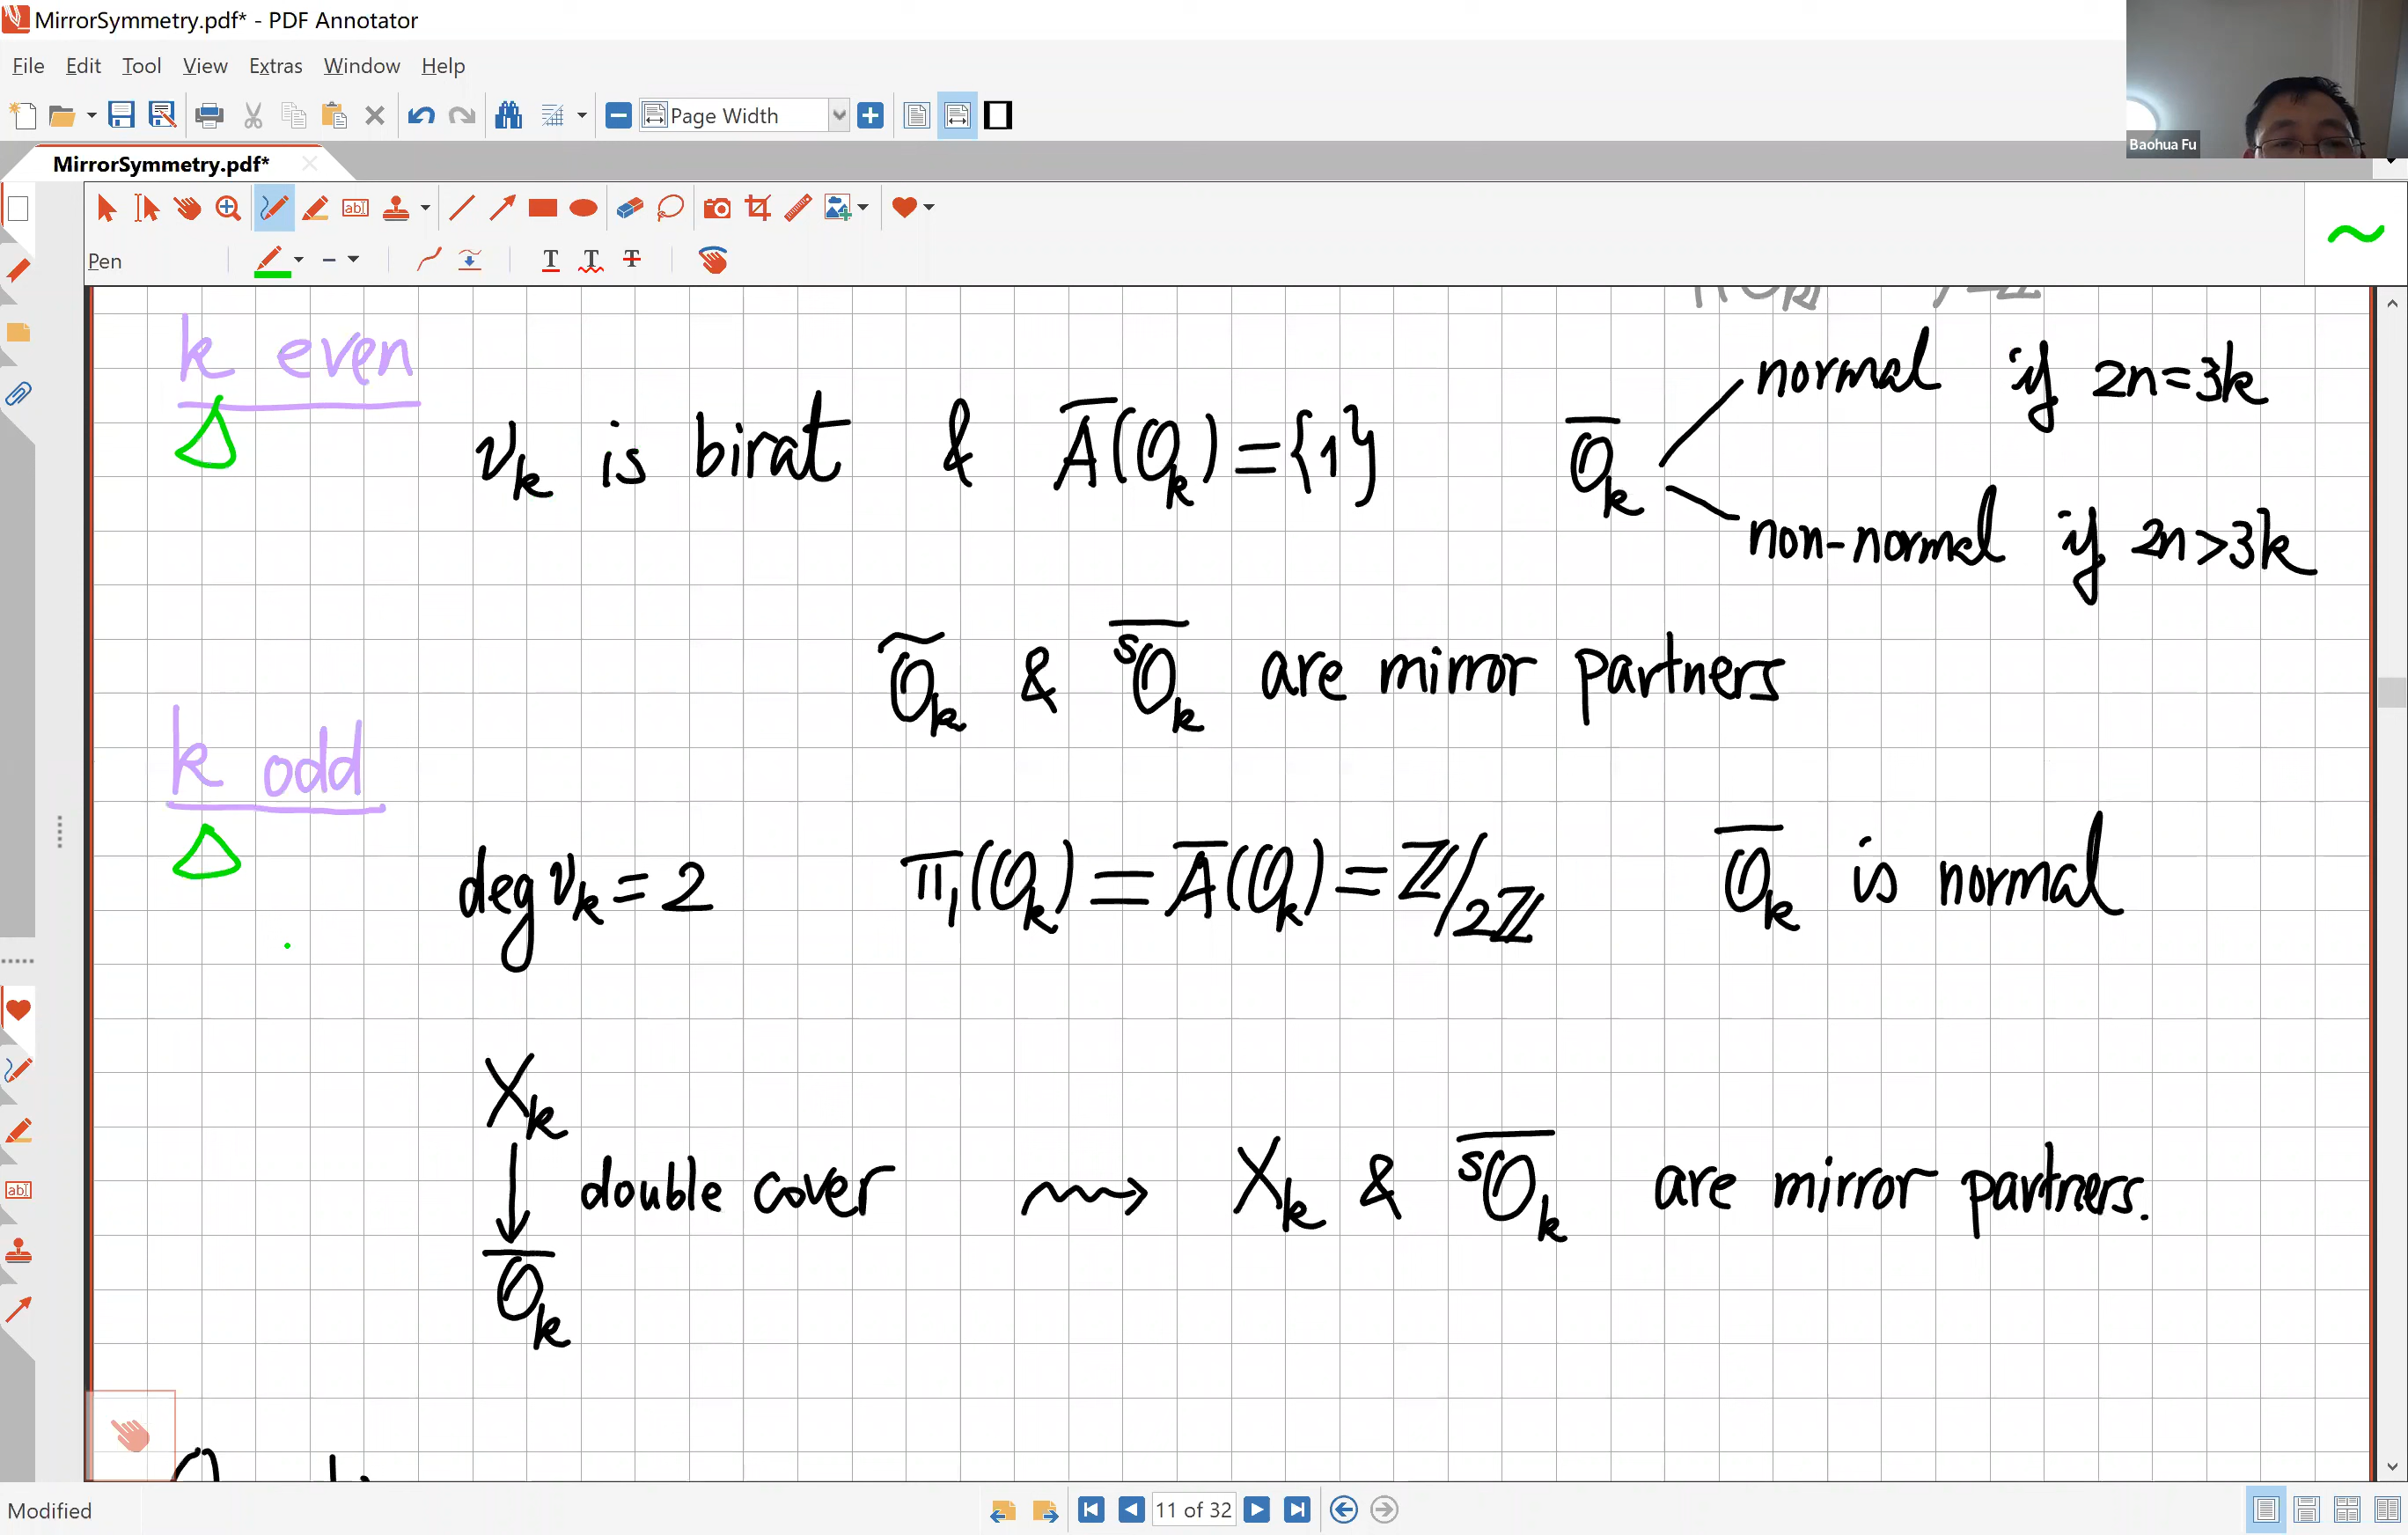 MirrorSymmetry.pdf* - PDF Annotator
File Edit Tool View Extras Window Help
Page Width
Baohua Fu
MirrorSymmetry.pdf*
Pen
k even
ν_k is birat & Ā(O_k) = {1}
Ō_k
normal if 2n=3k
non-normal if 2n>3k
Õ_k & ^S Ō_k are mirror partners
k odd
deg ν_k = 2 π₁(O_k) = Ā(O_k) = ℤ/2ℤ Ō_k is normal
X_k
↓ double cover ⇝ X_k & ^S Ō_k are mirror partners.
Ō_k
Modified
11 of 32